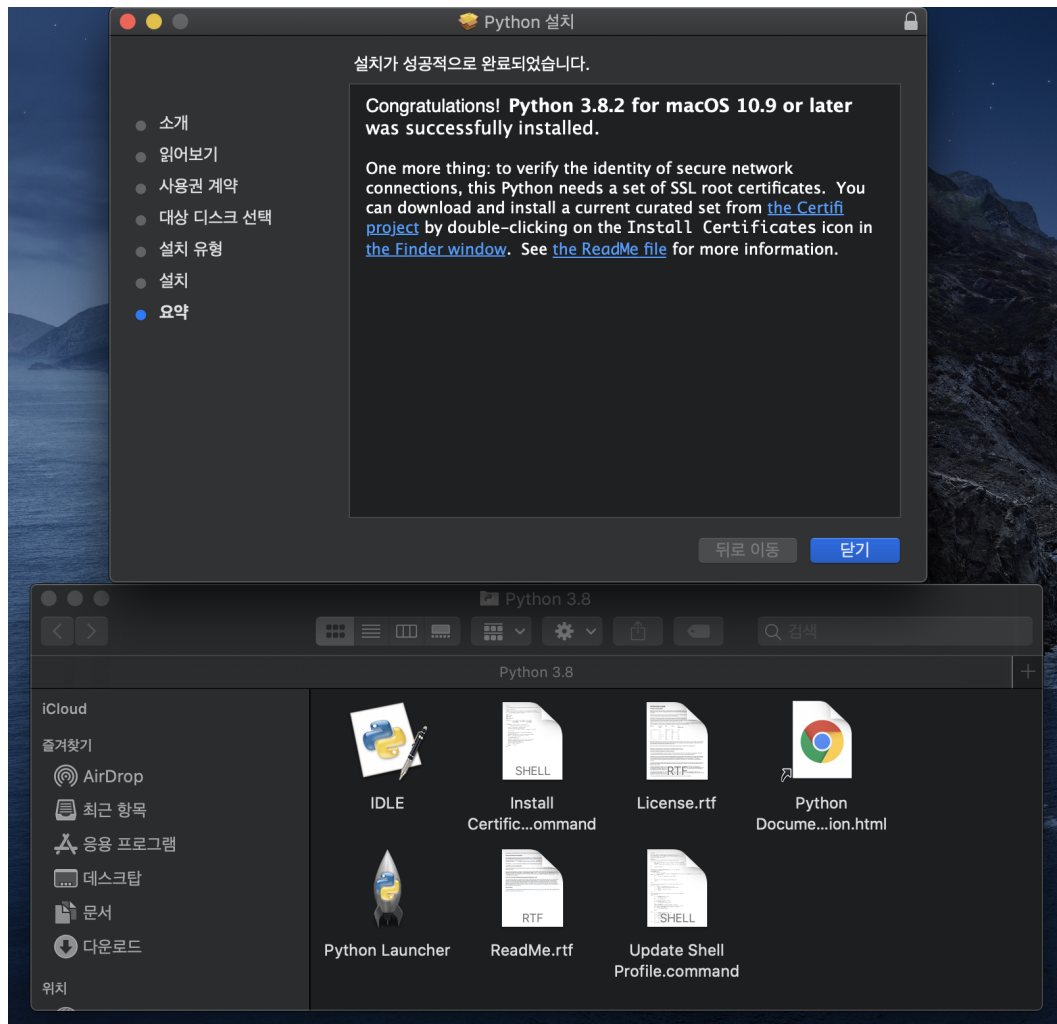 Python 설치
설치가 성공적으로 완료되었습니다.
소개
읽어보기
사용권 계약
대상 디스크 선택
설치 유형
설치
요약
Congratulations! Python 3.8.2 for macOS 10.9 or later
was successfully installed.
One more thing: to verify the identity of secure network
connections, this Python needs a set of SSL root certificates. You
can download and install a current curated set from the Certifi
project by double-clicking on the Install Certificates icon in
the Finder window. See the ReadMe file for more information.
뒤로 이동
닫기
Python 3.8
검색
Python 3.8
iCloud
즐겨찾기
AirDrop
최근 항목
응용 프로그램
데스크탑
문서
다운로드
위치
SHELL
RTF
IDLE
Install
Certific...ommand
License.rtf
Python
Docume...ion.html
RTF
SHELL
Python Launcher
ReadMe.rtf
Update Shell
Profile.command